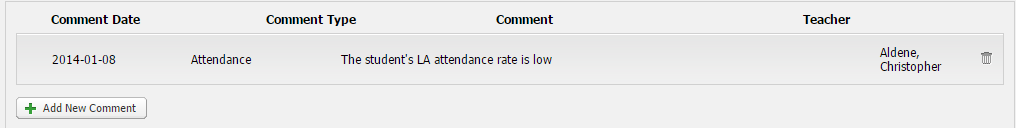 Comment Date Comment Type Comment Teacher
2014-01-08 Attendance The student's LA attendance rate is low Aldene,
Christopher
Add New Comment